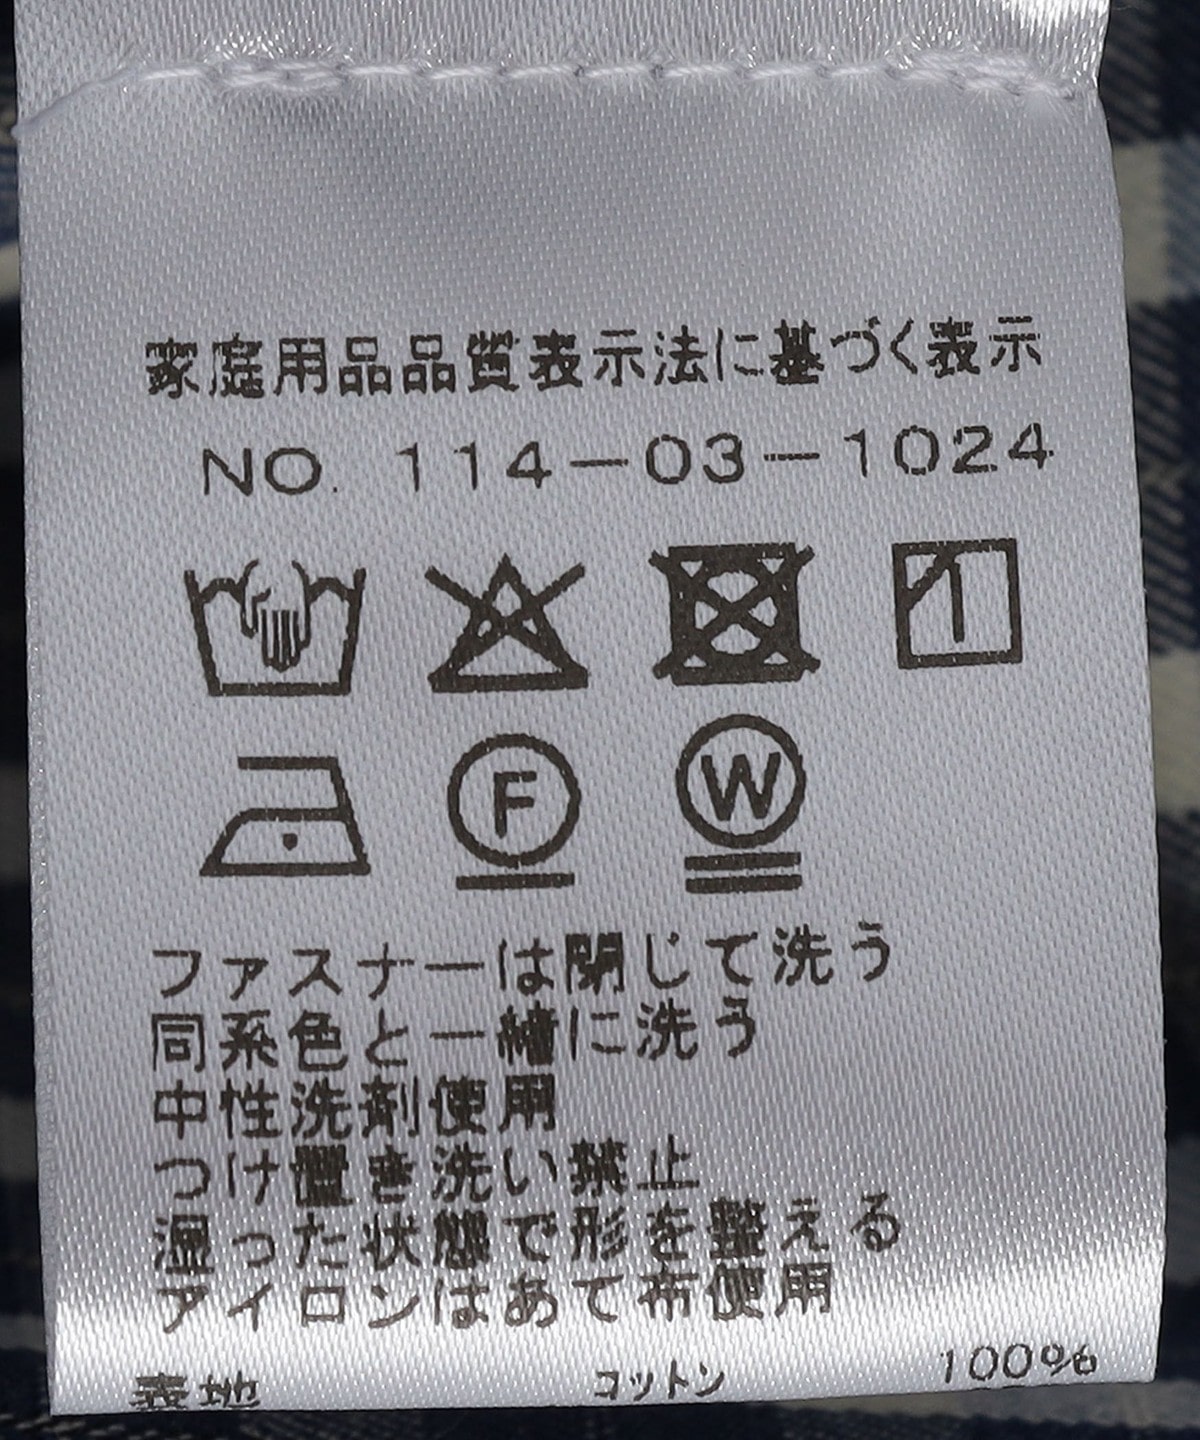 家庭用品品質表示法に基づく表示
NO. 114-03-1024
F W
ファスナーは閉じて洗う
同系色と一緒に洗う
中性洗剤使用
つけ置き洗い禁止
湿った状態で形を整える
アイロンはあて布使用
表地 コットン 100%